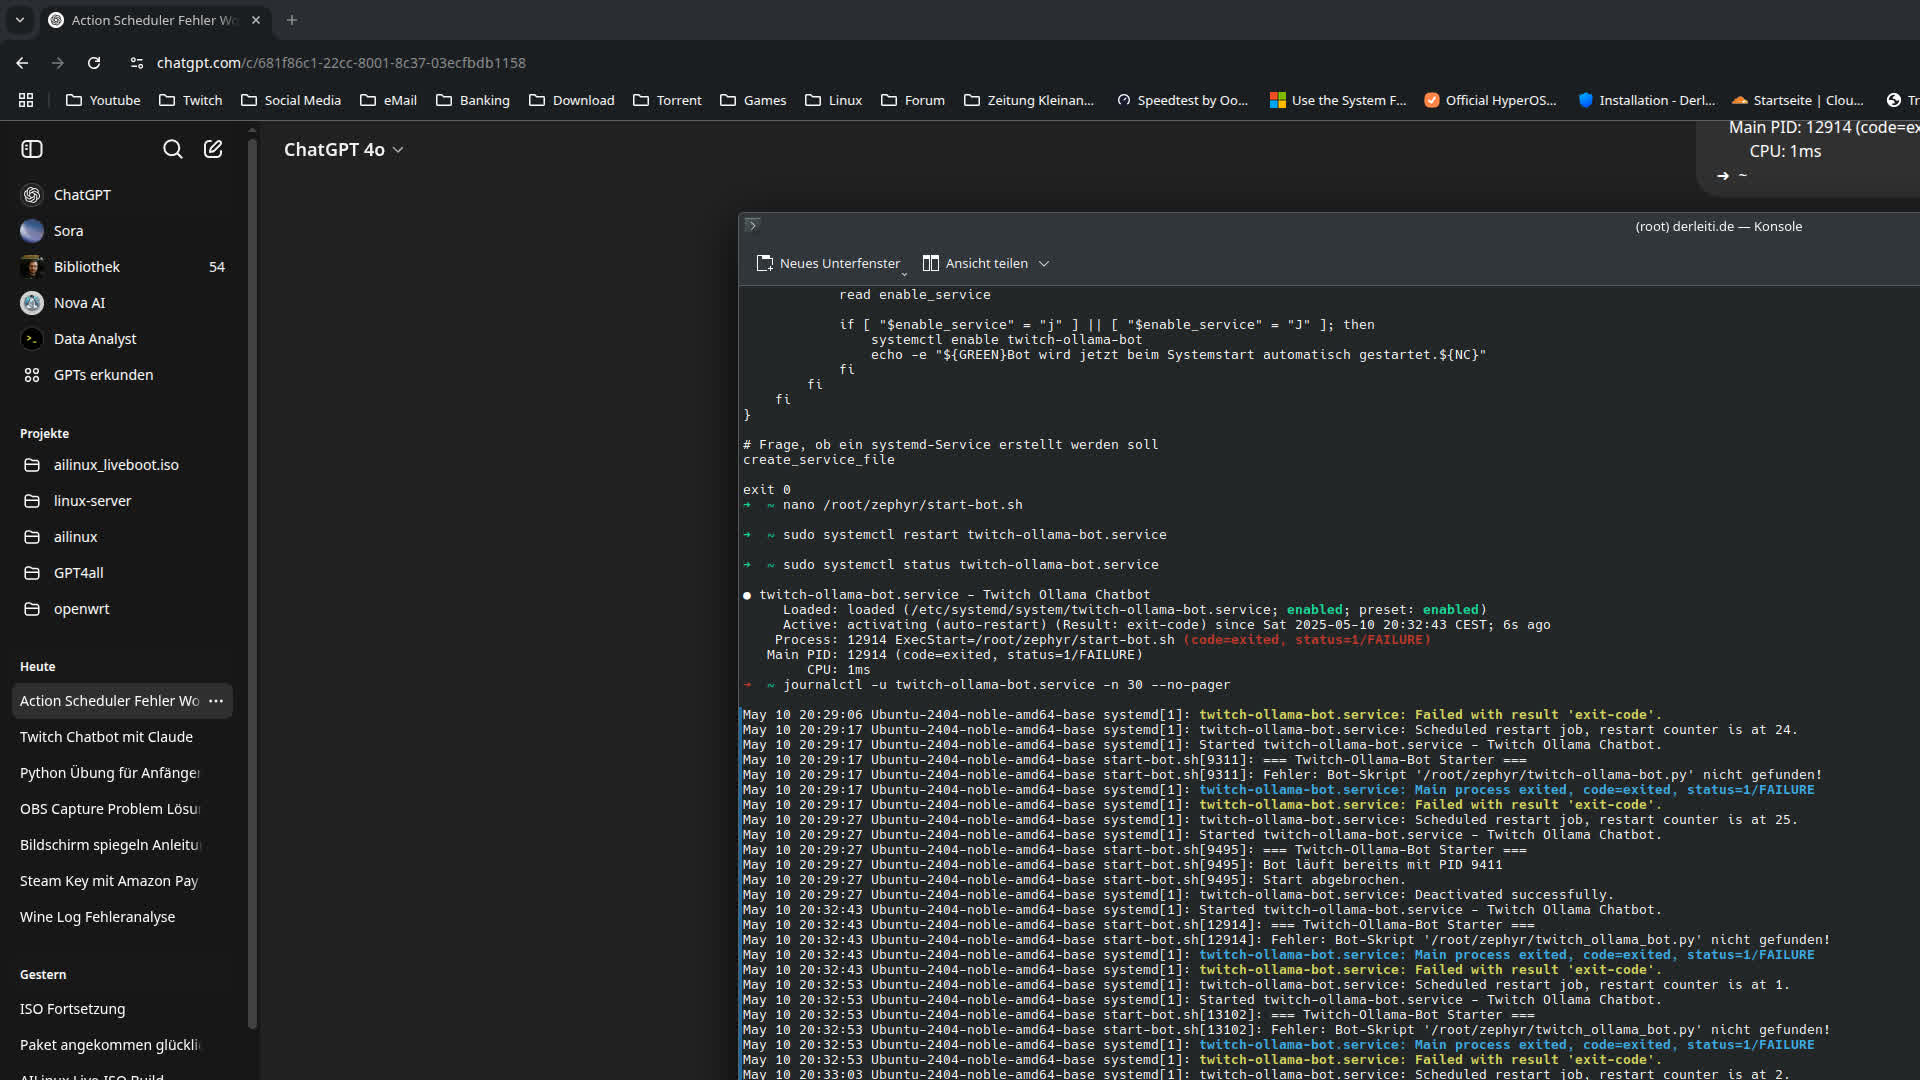 Action Scheduler Fehler Wo
chatgpt.com/c/681f86c1-22cc-8001-8c37-03ecfbdb1158
Youtube
Twitch
Social Media
eMail
Banking
Download
Torrent
Games
Linux
Forum
Zeitung Kleinan...
Speedtest by Oo...
Use the System F...
Official HyperOS...
Installation - Derl...
Startseite | Clou...
Tr
ChatGPT
Sora
Bibliothek 54
Nova AI
Data Analyst
GPTs erkunden
Projekte
ailinux_liveboot.iso
linux-server
ailinux
GPT4all
openwrt
Heute
Action Scheduler Fehler Wo
Twitch Chatbot mit Claude
Python Übung für Anfänger
OBS Capture Problem Lösu
Bildschirm spiegeln Anleitu
Steam Key mit Amazon Pay
Wine Log Fehleranalyse
Gestern
ISO Fortsetzung
Paket angekommen glückli
AILinux Live ISO Build
ChatGPT 4o
Main PID: 12914 (code=ex
CPU: 1ms
➜ ~
(root) derleiti.de — Konsole
Neues Unterfenster
Ansicht teilen
read enable_service
if [ "$enable_service" = "j" ] || [ "$enable_service" = "J" ]; then
systemctl enable twitch-ollama-bot
echo -e "${GREEN}Bot wird jetzt beim Systemstart automatisch gestartet.${NC}"
fi
fi
fi
}
# Frage, ob ein systemd-Service erstellt werden soll
create_service_file
exit 0
➜ ~ nano /root/zephyr/start-bot.sh
➜ ~ sudo systemctl restart twitch-ollama-bot.service
➜ ~ sudo systemctl status twitch-ollama-bot.service
● twitch-ollama-bot.service - Twitch Ollama Chatbot
Loaded: loaded (/etc/systemd/system/twitch-ollama-bot.service; enabled; preset: enabled)
Active: activating (auto-restart) (Result: exit-code) since Sat 2025-05-10 20:32:43 CEST; 6s ago
Process: 12914 ExecStart=/root/zephyr/start-bot.sh (code=exited, status=1/FAILURE)
Main PID: 12914 (code=exited, status=1/FAILURE)
CPU: 1ms
➜ ~ journalctl -u twitch-ollama-bot.service -n 30 --no-pager
May 10 20:29:06 Ubuntu-2404-noble-amd64-base systemd[1]: twitch-ollama-bot.service: Failed with result 'exit-code'.
May 10 20:29:17 Ubuntu-2404-noble-amd64-base systemd[1]: twitch-ollama-bot.service: Scheduled restart job, restart counter is at 24.
May 10 20:29:17 Ubuntu-2404-noble-amd64-base systemd[1]: Started twitch-ollama-bot.service - Twitch Ollama Chatbot.
May 10 20:29:17 Ubuntu-2404-noble-amd64-base start-bot.sh[9311]: === Twitch-Ollama-Bot Starter ===
May 10 20:29:17 Ubuntu-2404-noble-amd64-base start-bot.sh[9311]: Fehler: Bot-Skript '/root/zephyr/twitch-ollama-bot.py' nicht gefunden!
May 10 20:29:17 Ubuntu-2404-noble-amd64-base systemd[1]: twitch-ollama-bot.service: Main process exited, code=exited, status=1/FAILURE
May 10 20:29:17 Ubuntu-2404-noble-amd64-base systemd[1]: twitch-ollama-bot.service: Failed with result 'exit-code'.
May 10 20:29:27 Ubuntu-2404-noble-amd64-base systemd[1]: twitch-ollama-bot.service: Scheduled restart job, restart counter is at 25.
May 10 20:29:27 Ubuntu-2404-noble-amd64-base systemd[1]: Started twitch-ollama-bot.service - Twitch Ollama Chatbot.
May 10 20:29:27 Ubuntu-2404-noble-amd64-base start-bot.sh[9495]: === Twitch-Ollama-Bot Starter ===
May 10 20:29:27 Ubuntu-2404-noble-amd64-base start-bot.sh[9495]: Bot läuft bereits mit PID 9411
May 10 20:29:27 Ubuntu-2404-noble-amd64-base start-bot.sh[9495]: Start abgebrochen.
May 10 20:29:27 Ubuntu-2404-noble-amd64-base systemd[1]: twitch-ollama-bot.service: Deactivated successfully.
May 10 20:32:43 Ubuntu-2404-noble-amd64-base systemd[1]: Started twitch-ollama-bot.service - Twitch Ollama Chatbot.
May 10 20:32:43 Ubuntu-2404-noble-amd64-base start-bot.sh[12914]: === Twitch-Ollama-Bot Starter ===
May 10 20:32:43 Ubuntu-2404-noble-amd64-base start-bot.sh[12914]: Fehler: Bot-Skript '/root/zephyr/twitch_ollama_bot.py' nicht gefunden!
May 10 20:32:43 Ubuntu-2404-noble-amd64-base systemd[1]: twitch-ollama-bot.service: Main process exited, code=exited, status=1/FAILURE
May 10 20:32:43 Ubuntu-2404-noble-amd64-base systemd[1]: twitch-ollama-bot.service: Failed with result 'exit-code'.
May 10 20:32:53 Ubuntu-2404-noble-amd64-base systemd[1]: twitch-ollama-bot.service: Scheduled restart job, restart counter is at 1.
May 10 20:32:53 Ubuntu-2404-noble-amd64-base systemd[1]: Started twitch-ollama-bot.service - Twitch Ollama Chatbot.
May 10 20:32:53 Ubuntu-2404-noble-amd64-base start-bot.sh[13102]: === Twitch-Ollama-Bot Starter ===
May 10 20:32:53 Ubuntu-2404-noble-amd64-base start-bot.sh[13102]: Fehler: Bot-Skript '/root/zephyr/twitch_ollama_bot.py' nicht gefunden!
May 10 20:32:53 Ubuntu-2404-noble-amd64-base systemd[1]: twitch-ollama-bot.service: Main process exited, code=exited, status=1/FAILURE
May 10 20:32:53 Ubuntu-2404-noble-amd64-base systemd[1]: twitch-ollama-bot.service: Failed with result 'exit-code'.
May 10 20:33:03 Ubuntu-2404-noble-amd64-base systemd[1]: twitch-ollama-bot.service: Scheduled restart job, restart counter is at 2.